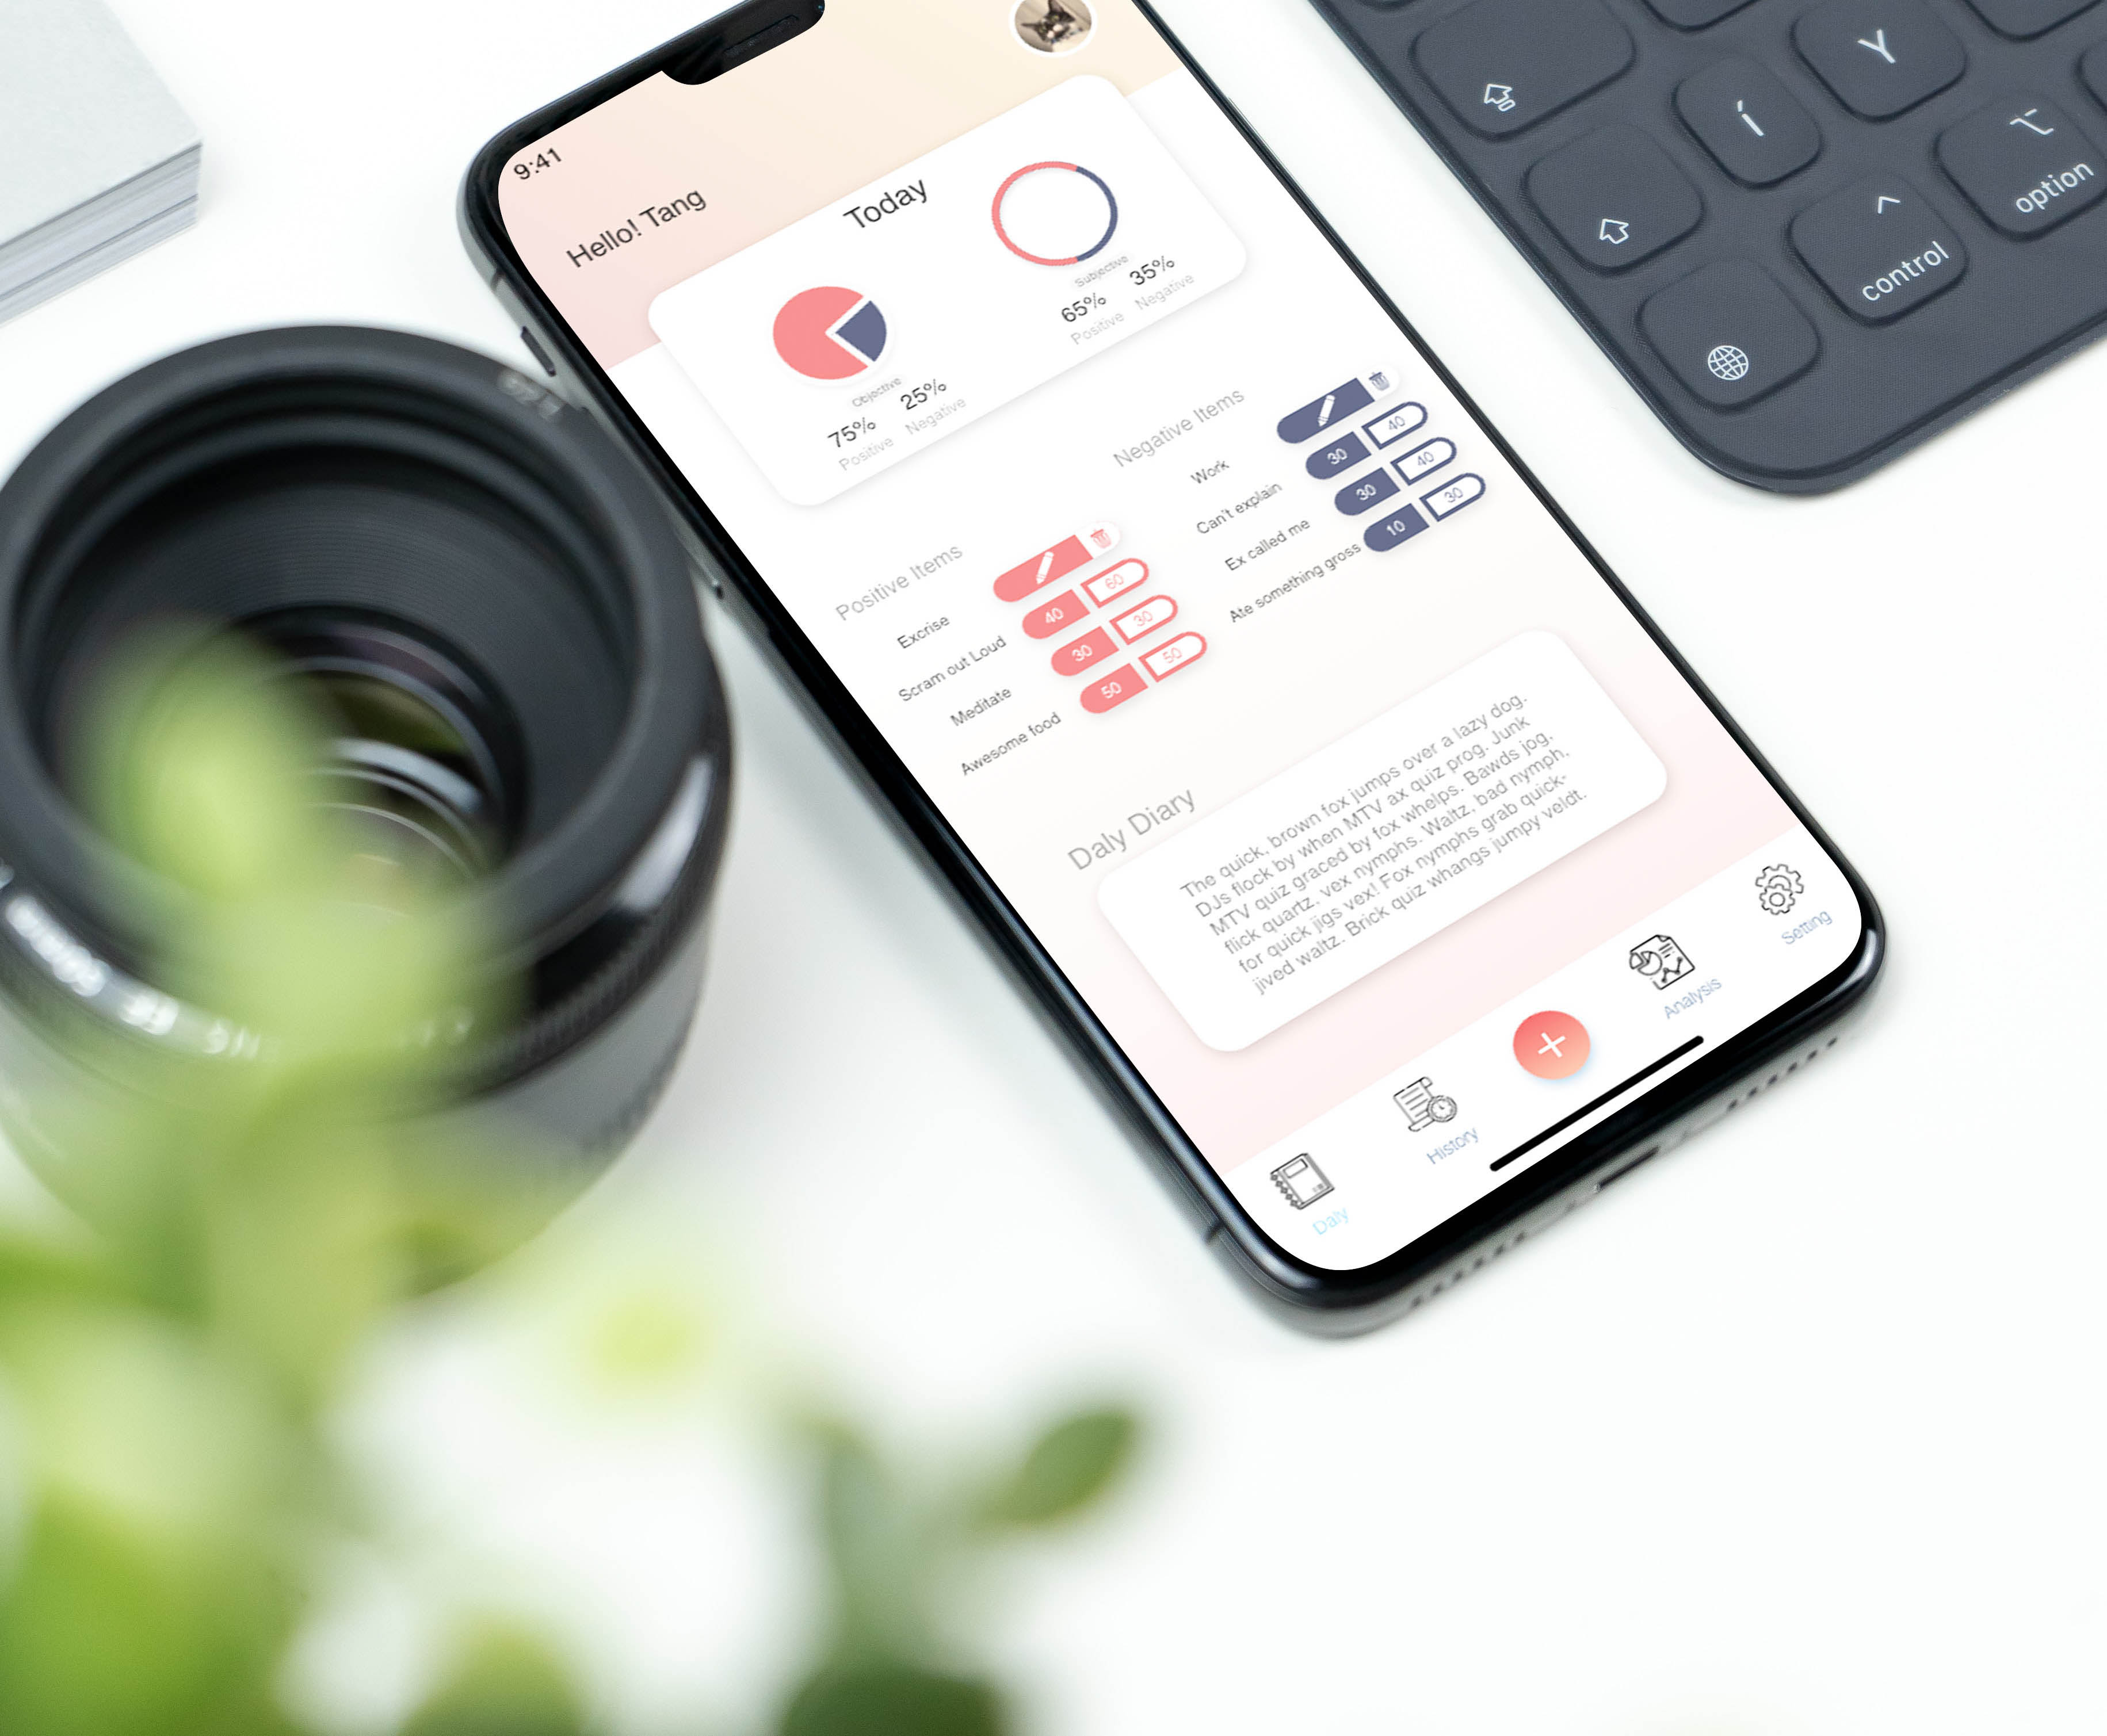 9:41
Hello! Tang
Today
Objective
75% 25%
Positive Negative
Subjective
65% 35%
Positive Negative
Positive Items
Excrise
Scram out Loud
40 60
Meditate
30 30
Awesome food
50 50
Negative Items
Work
Can't explain
30 40
Ex called me
30 40
Ate something gross
10 30
Daly Diary
The quick, brown fox jumps over a lazy dog.
DJs flock by when MTV ax quiz prog. Junk
MTV quiz graced by fox whelps. Bawds jog,
flick quartz, vex nymphs. Waltz, bad nymph,
for quick jigs vex! Fox nymphs grab quick-
jived waltz. Brick quiz whangs jumpy veldt.
Daly
History
+
Analysis
Setting
Y
Í
option
control